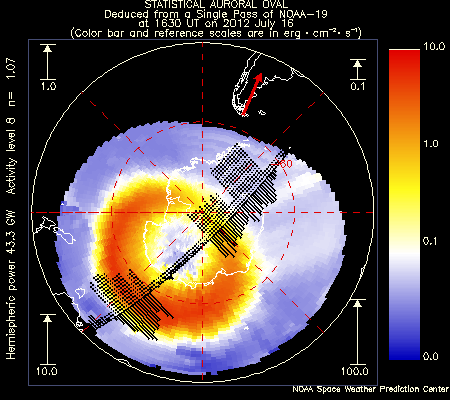 STATISTICAL AURORAL OVAL
Deduced from a Single Pass of NOAA-19
at 1630 UT on 2012 July 16
(Color bar and reference scales are in erg · cm⁻² · s⁻¹)
1.0
0.1
10.0
1.0
0.1
0.0
-60
Hemispheric power 43.3 GW Activity level 8 n= 1.07
10.0
100.0
NOAA Space Weather Prediction Center